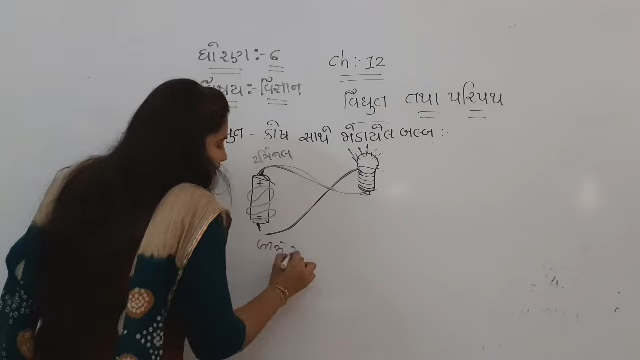 ધોરણ :- 6
ch :- 12
વિષય :- વિજ્ઞાન
વિદ્યુત તથા પરિપથ
- કોષ સાથે જોડાયેલ બલ્બ :-
+
-